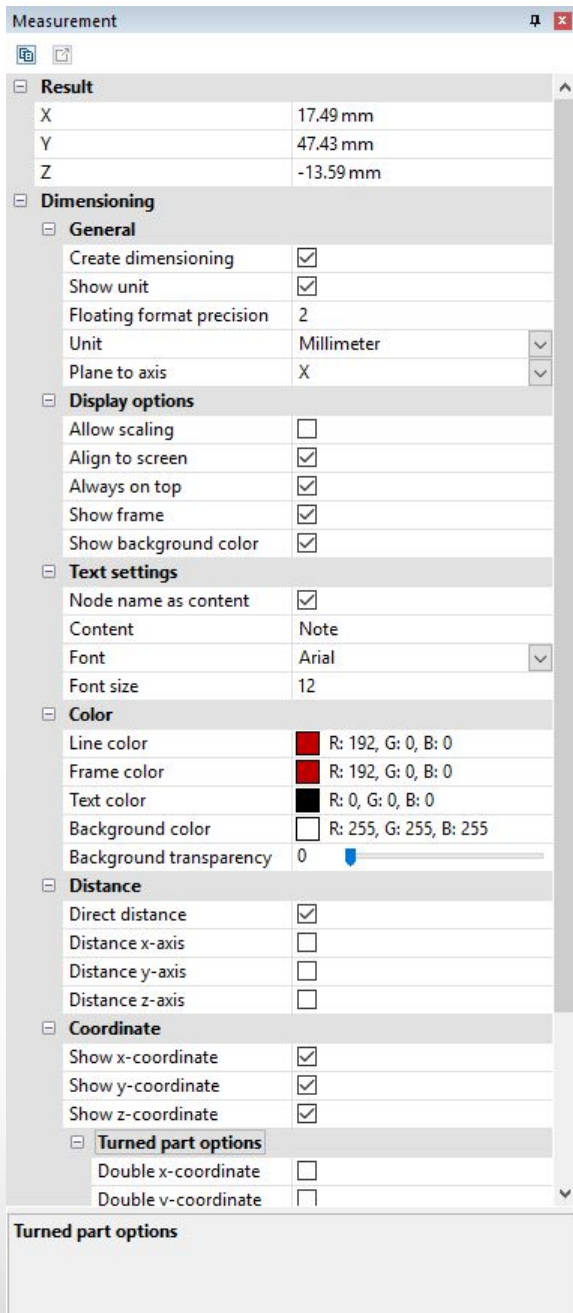 Measurement
Result
X 17.49 mm
Y 47.43 mm
Z -13.59 mm
Dimensioning
General
Create dimensioning
Show unit
Floating format precision 2
Unit Millimeter
Plane to axis X
Display options
Allow scaling
Align to screen
Always on top
Show frame
Show background color
Text settings
Node name as content
Content Note
Font Arial
Font size 12
Color
Line color R: 192, G: 0, B: 0
Frame color R: 192, G: 0, B: 0
Text color R: 0, G: 0, B: 0
Background color R: 255, G: 255, B: 255
Background transparency 0
Distance
Direct distance
Distance x-axis
Distance y-axis
Distance z-axis
Coordinate
Show x-coordinate
Show y-coordinate
Show z-coordinate
Turned part options
Double x-coordinate
Double y-coordinate
Turned part options